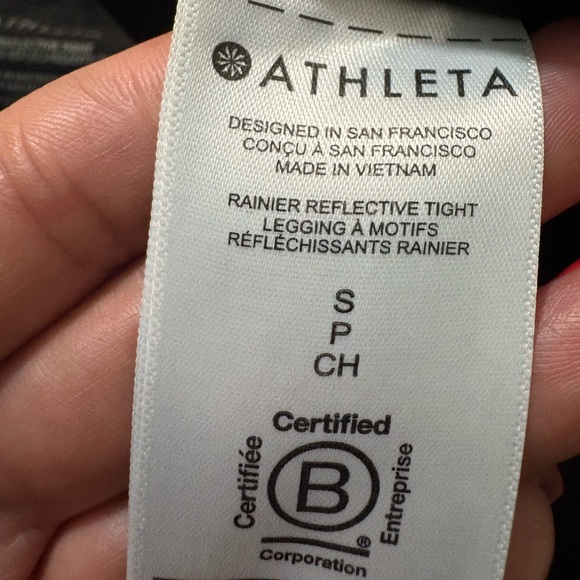 ATHLETA
DESIGNED IN SAN FRANCISCO
CONÇU À SAN FRANCISCO
MADE IN VIETNAM
RAINIER REFLECTIVE TIGHT
LEGGING À MOTIFS
RÉFLÉCHISSANTS RAINIER
S
P
CH
Certified
Certifiée
B
Entreprise
®
Corporation